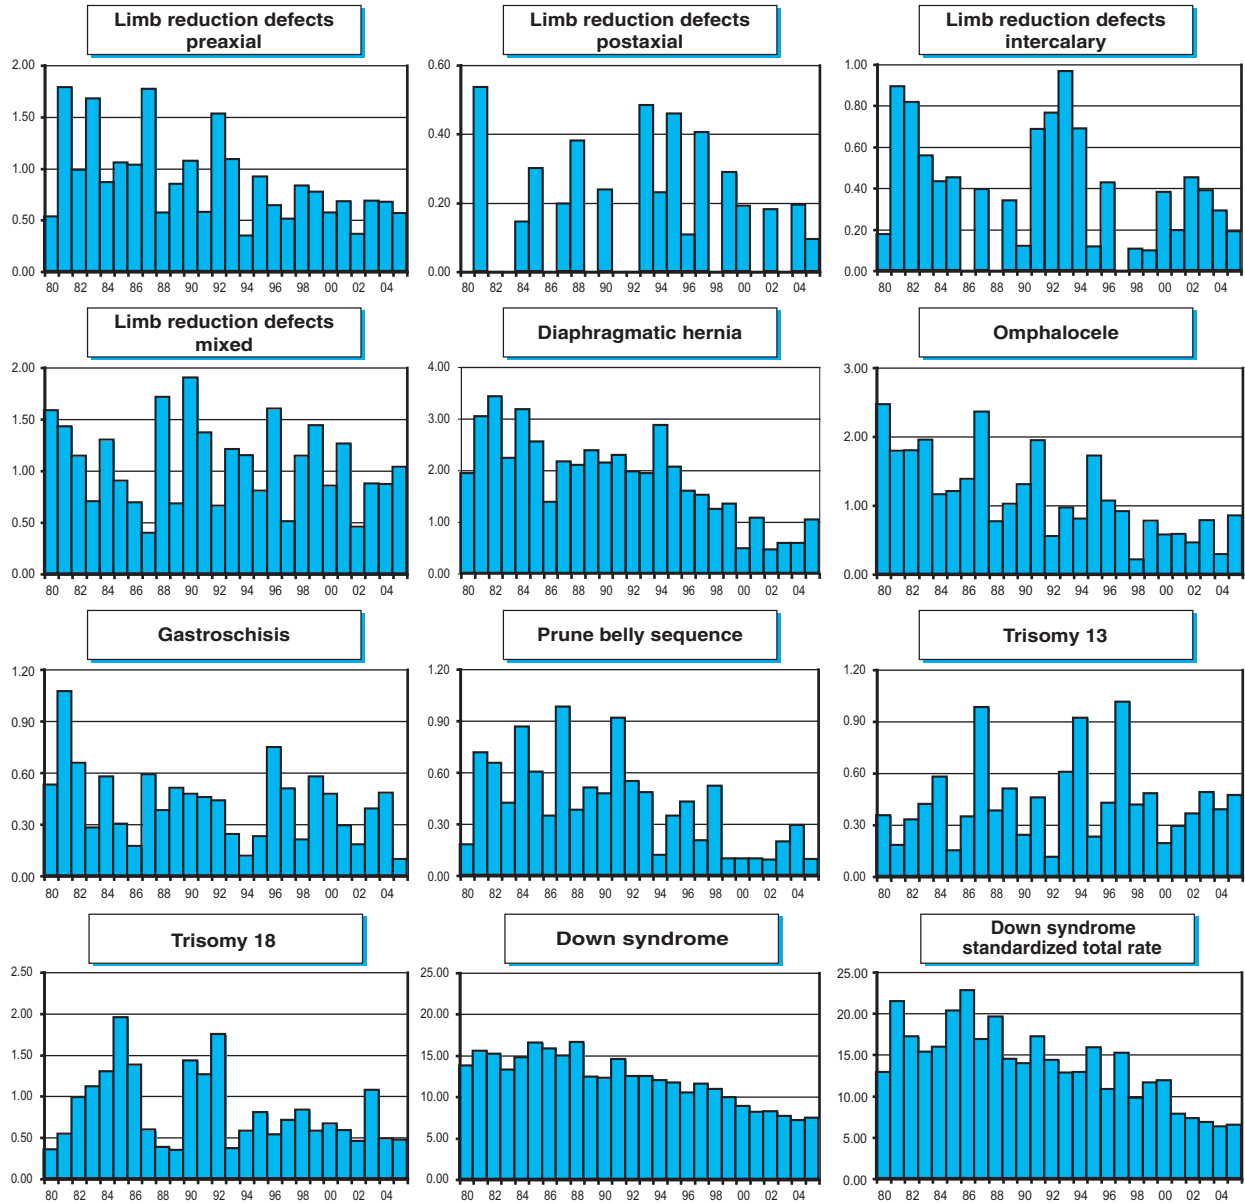 Limb reduction defects
preaxial
Limb reduction defects
postaxial
Limb reduction defects
intercalary
2.00
1.50
1.00
0.50
0.00
80 82 84 86 88 90 92 94 96 98 00 02 04
0.60
0.40
0.20
0.00
80 82 84 86 88 90 92 94 96 98 00 02 04
1.00
0.80
0.60
0.40
0.20
0.00
80 82 84 86 88 90 92 94 96 98 00 02 04
Limb reduction defects
mixed
Diaphragmatic hernia
Omphalocele
2.00
1.50
1.00
0.50
0.00
80 82 84 86 88 90 92 94 96 98 00 02 04
4.00
3.00
2.00
1.00
0.00
80 82 84 86 88 90 92 94 96 98 00 02 04
3.00
2.00
1.00
0.00
80 82 84 86 88 90 92 94 96 98 00 02 04
Gastroschisis
Prune belly sequence
Trisomy 13
1.20
0.90
0.60
0.30
0.00
80 82 84 86 88 90 92 94 96 98 00 02 04
1.20
0.90
0.60
0.30
0.00
80 82 84 86 88 90 92 94 96 98 00 02 04
1.20
0.90
0.60
0.30
0.00
80 82 84 86 88 90 92 94 96 98 00 02 04
Trisomy 18
Down syndrome
Down syndrome
standardized total rate
2.50
2.00
1.50
1.00
0.50
0.00
80 82 84 86 88 90 92 94 96 98 00 02 04
25.00
20.00
15.00
10.00
5.00
0.00
80 82 84 86 88 90 92 94 96 98 00 02 04
25.00
20.00
15.00
10.00
5.00
0.00
80 82 84 86 88 90 92 94 96 98 00 02 04